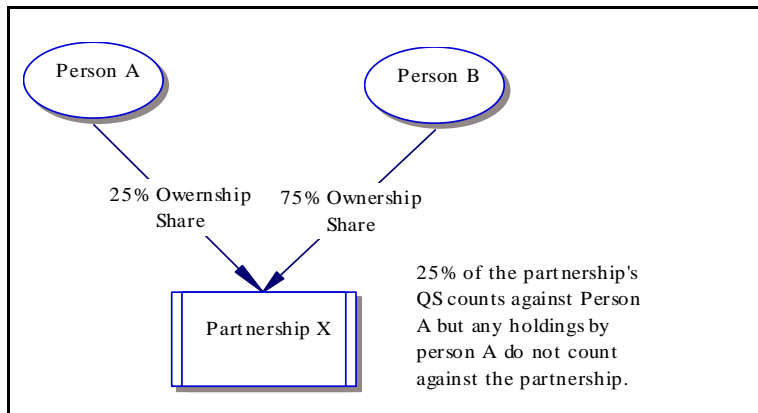 Person A
Person B
25% Owernship
Share
75% Ownership
Share
Partnership X
25% of the partnership's
QS counts against Person
A but any holdings by
person A do not count
against the partnership.